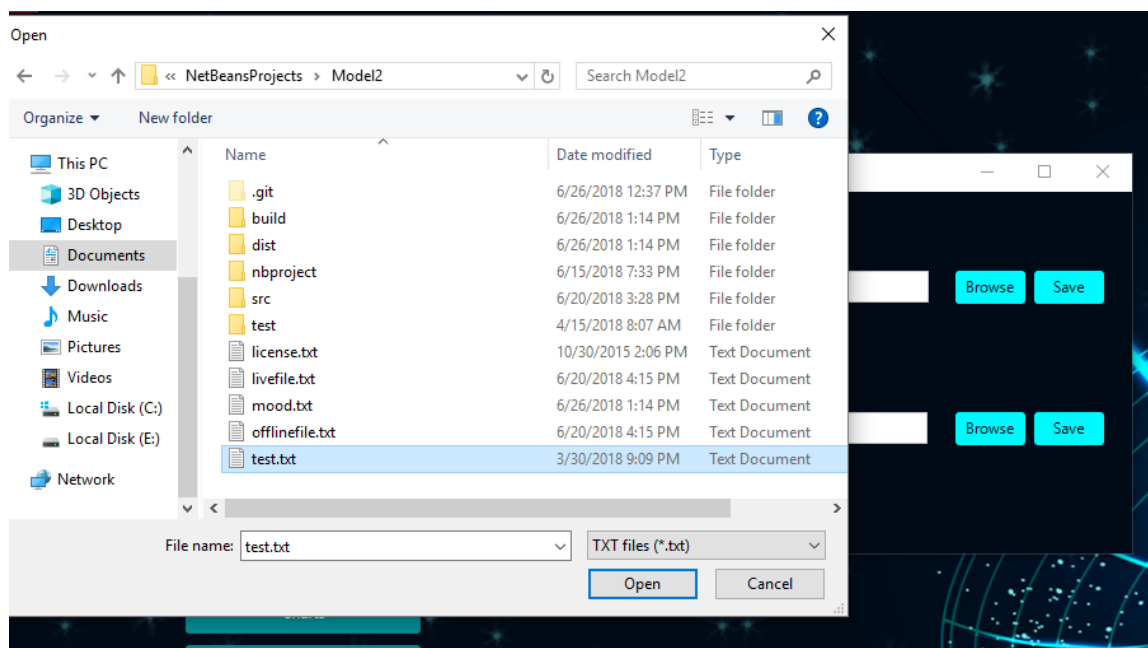 Open
« NetBeansProjects > Model2
Search Model2
Organize
New folder
?
This PC
3D Objects
Desktop
Documents
Downloads
Music
Pictures
Videos
Local Disk (C:)
Local Disk (E:)
Network
Name Date modified Type
.git 6/26/2018 12:37 PM File folder
build 6/26/2018 1:14 PM File folder
dist 6/26/2018 1:14 PM File folder
nbproject 6/15/2018 7:33 PM File folder
src 6/20/2018 3:28 PM File folder
test 4/15/2018 8:07 AM File folder
license.txt 10/30/2015 2:06 PM Text Document
livefile.txt 6/20/2018 4:15 PM Text Document
mood.txt 6/26/2018 1:14 PM Text Document
offlinefile.txt 6/20/2018 4:15 PM Text Document
test.txt 3/30/2018 9:09 PM Text Document
File name: test.txt
TXT files (*.txt)
Open Cancel
Browse Save
Browse Save